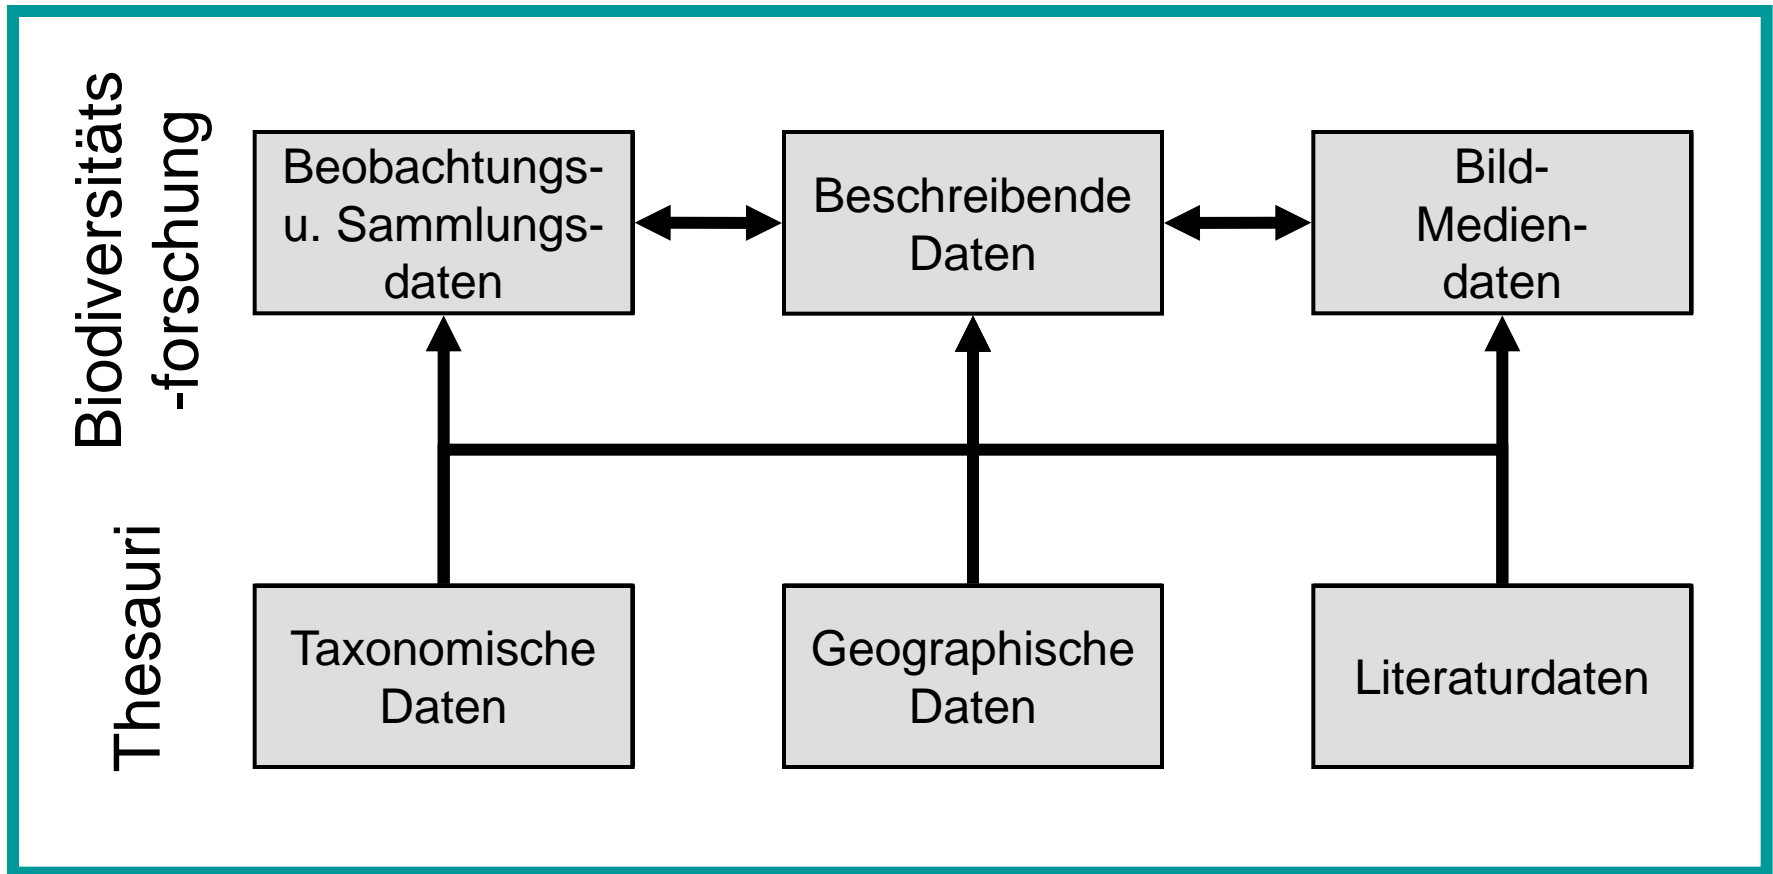 Biodiversitäts
-forschung
Beobachtungs-
u. Sammlungs-
daten
Beschreibende
Daten
Bild-
Medien-
daten
Thesauri
Taxonomische
Daten
Geographische
Daten
Literaturdaten